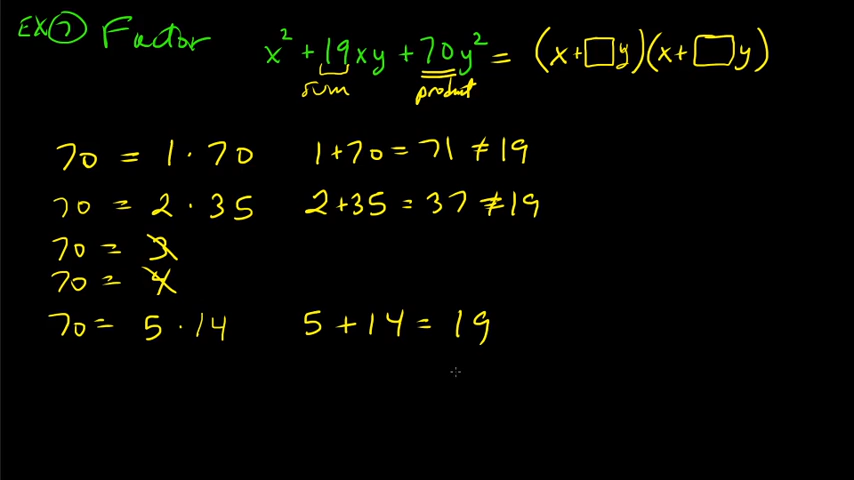 EX 7 Factor x² + 19xy + 70y² = (x+□y)(x+□y)
sum product
70 = 1 · 70 1+70 = 71 ≠ 19
70 = 2 · 35 2+35 = 37 ≠ 19
70 = 3
70 = 4
70 = 5 · 14 5 + 14 = 19